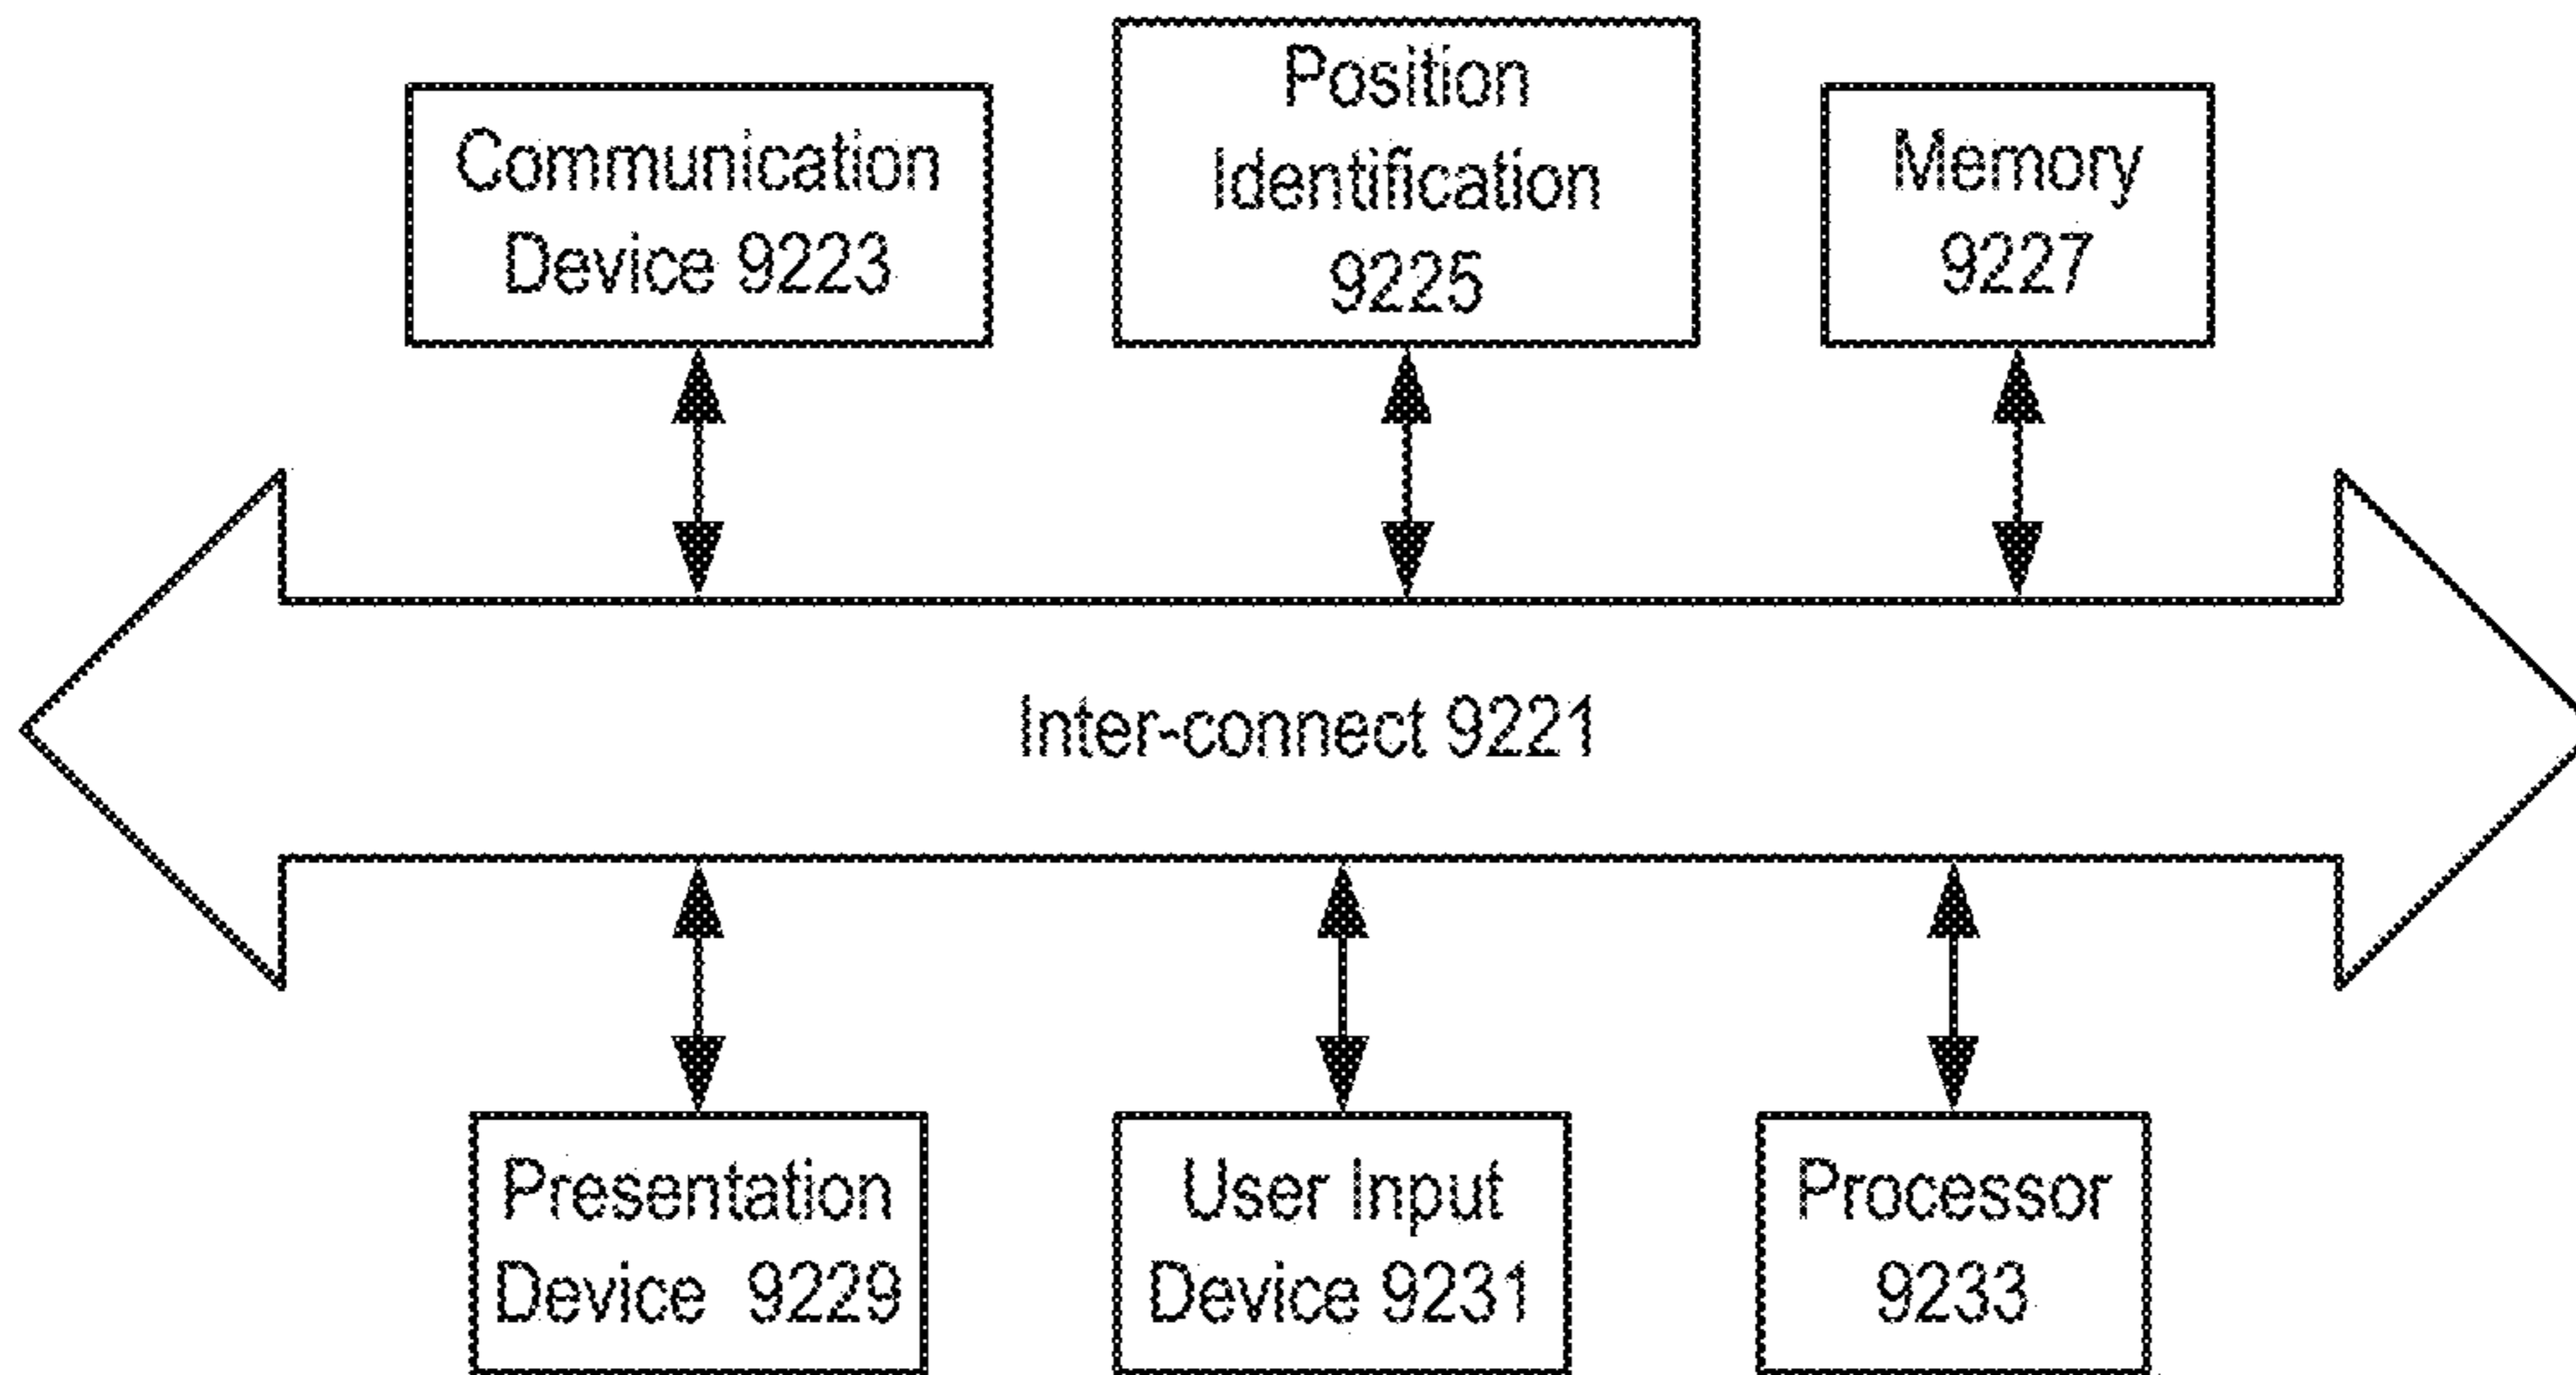 Communication
Device 9223
Position
Identification
9225
Memory
9227
Inter-connect 9221
Presentation
Device 9229
User Input
Device 9231
Processor
9233